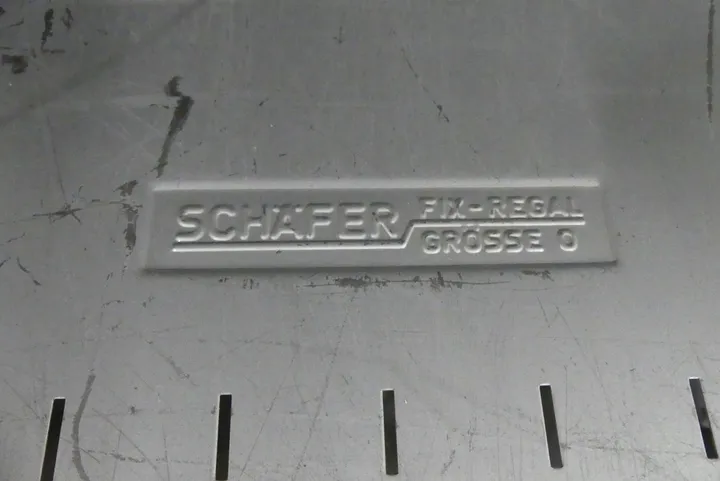 SCHÄFER
FIX-REGAL
GRÖSSE 0